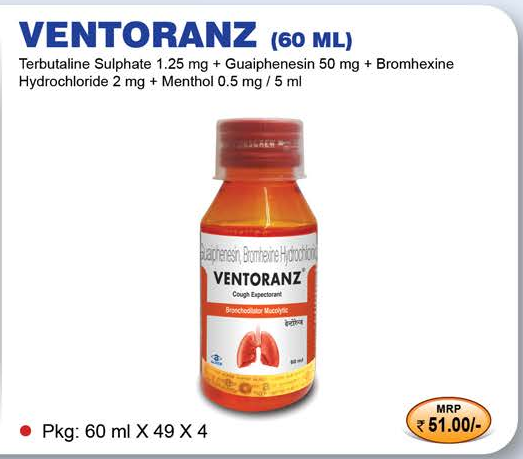 VENTORANZ (60 ML)
Terbutaline Sulphate 1.25 mg + Guaiphenesin 50 mg + Bromhexine
Hydrochloride 2 mg + Menthol 0.5 mg / 5 ml
Guaiphenesin, Bromhexine Hydrochloride
VENTORANZ
Cough Expectorant
Bronchodilator Mucolytic
60 ml
Pkg: 60 ml X 49 X 4
MRP
₹ 51.00/-